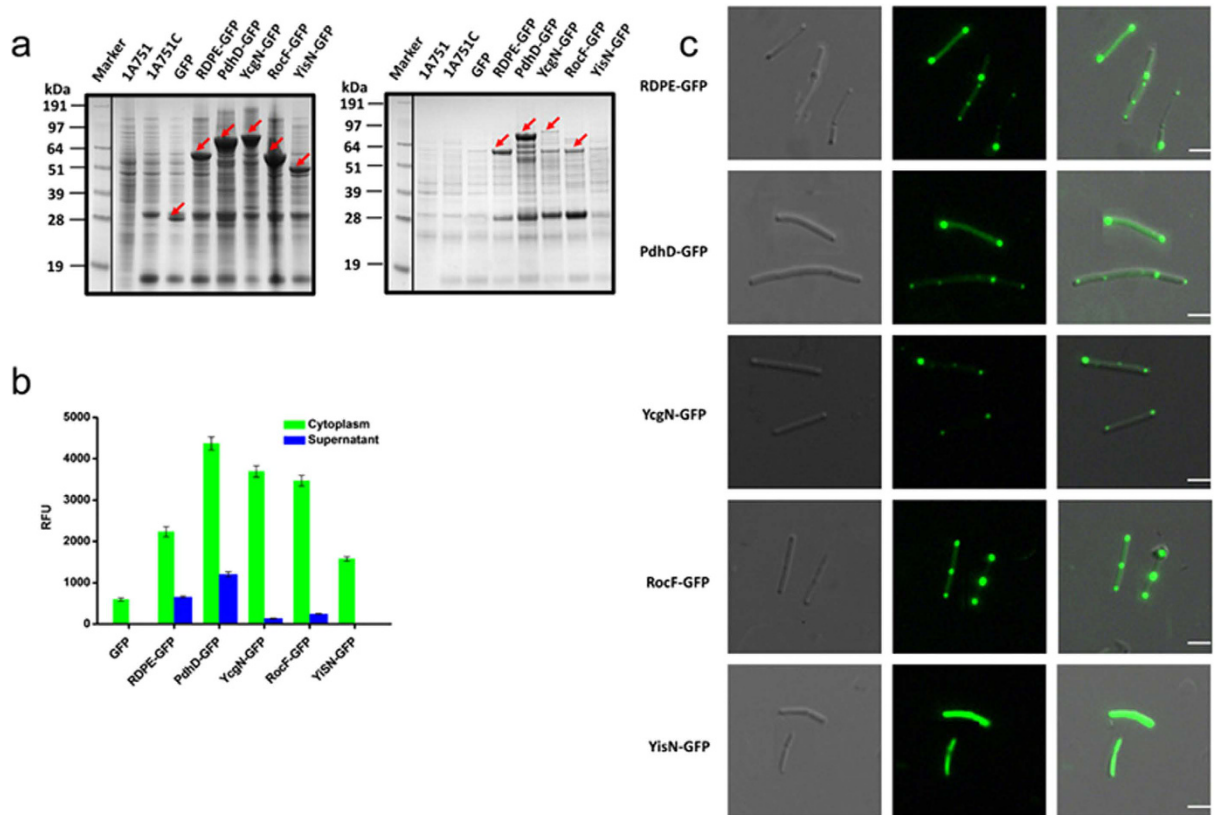 a
Marker 1A751 1A751C GFP RDPE-GFP PdhD-GFP YcgN-GFP RocF-GFP YisN-GFP
kDa
191
97
64
51
39
28
19
Marker 1A751 1A751C GFP RDPE-GFP PdhD-GFP YcgN-GFP RocF-GFP YisN-GFP
kDa
191
97
64
51
39
28
19
b
5000
4000
3000
2000
1000
0
RFU
Cytoplasm
Supernatant
GFP RDPE-GFP PdhD-GFP YcgN-GFP RocF-GFP YiSN-GFP
c
RDPE-GFP
PdhD-GFP
YcgN-GFP
RocF-GFP
YisN-GFP